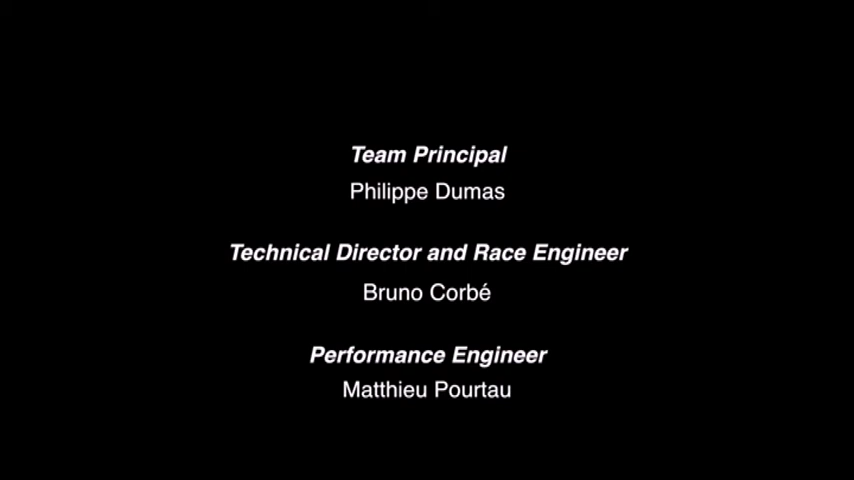 Team Principal
Philippe Dumas
Technical Director and Race Engineer
Bruno Corbé
Performance Engineer
Matthieu Pourtau